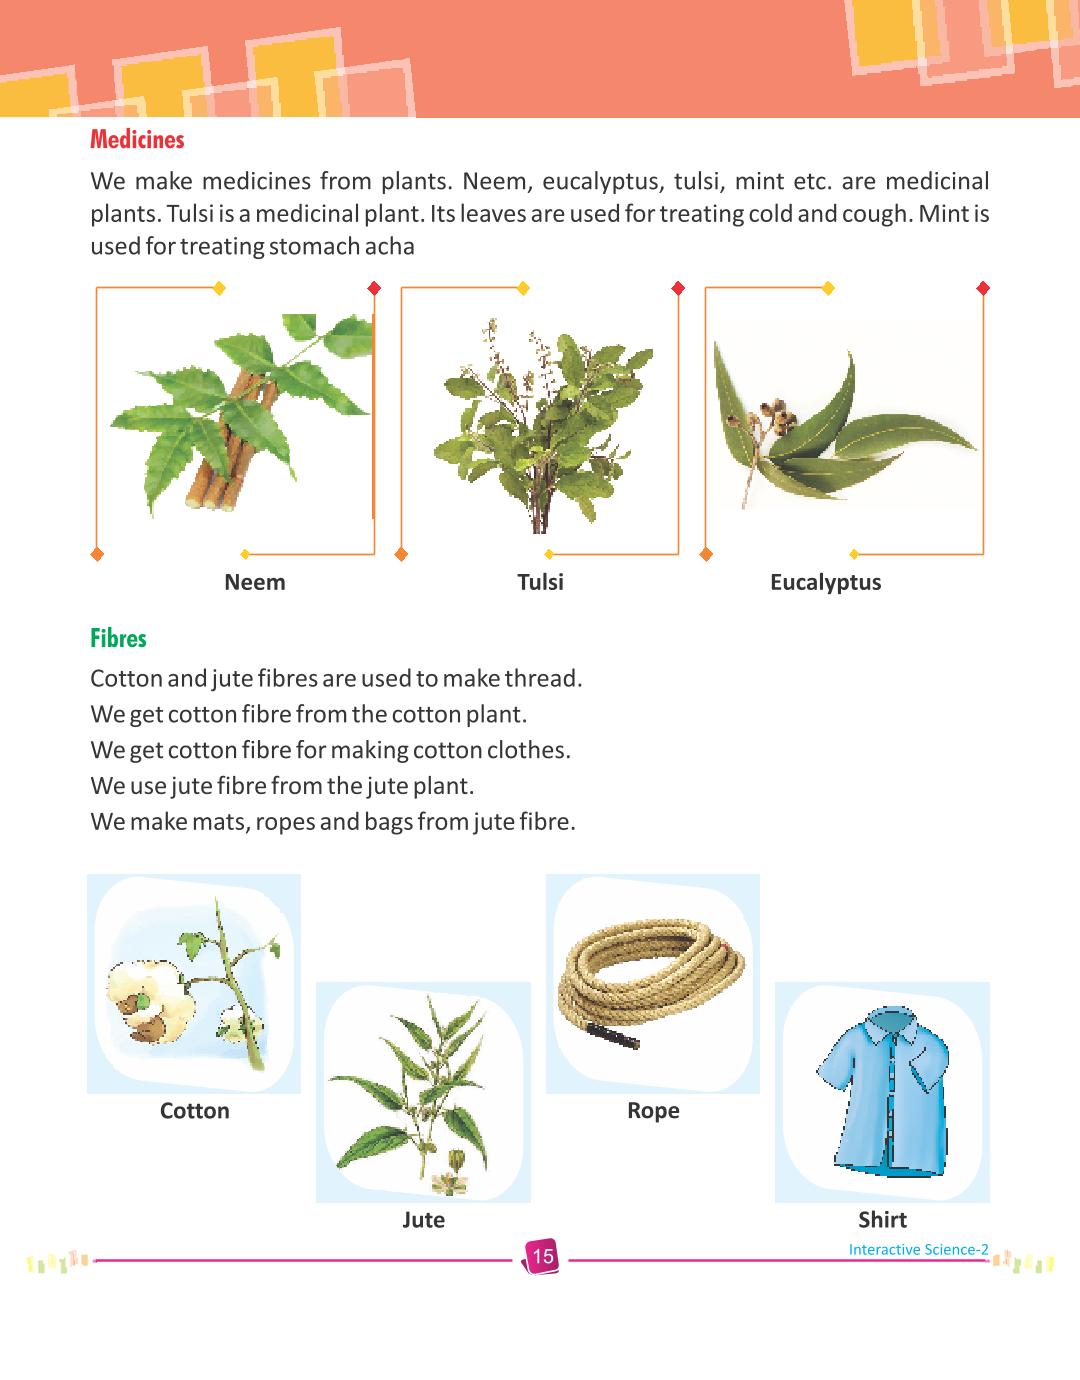 Medicines
We make medicines from plants. Neem, eucalyptus, tulsi, mint etc. are medicinal
plants. Tulsi is a medicinal plant. Its leaves are used for treating cold and cough. Mint is
used for treating stomach acha
Neem
Tulsi
Eucalyptus
Fibres
Cotton and jute fibres are used to make thread.
We get cotton fibre from the cotton plant.
We get cotton fibre for making cotton clothes.
We use jute fibre from the jute plant.
We make mats, ropes and bags from jute fibre.
Cotton
Rope
Jute
Shirt
Interactive Science-2
15